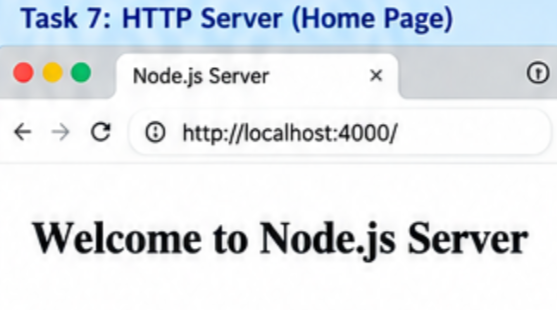 Task 7: HTTP Server (Home Page)
Node.js Server
http://localhost:4000/
Welcome to Node.js Server